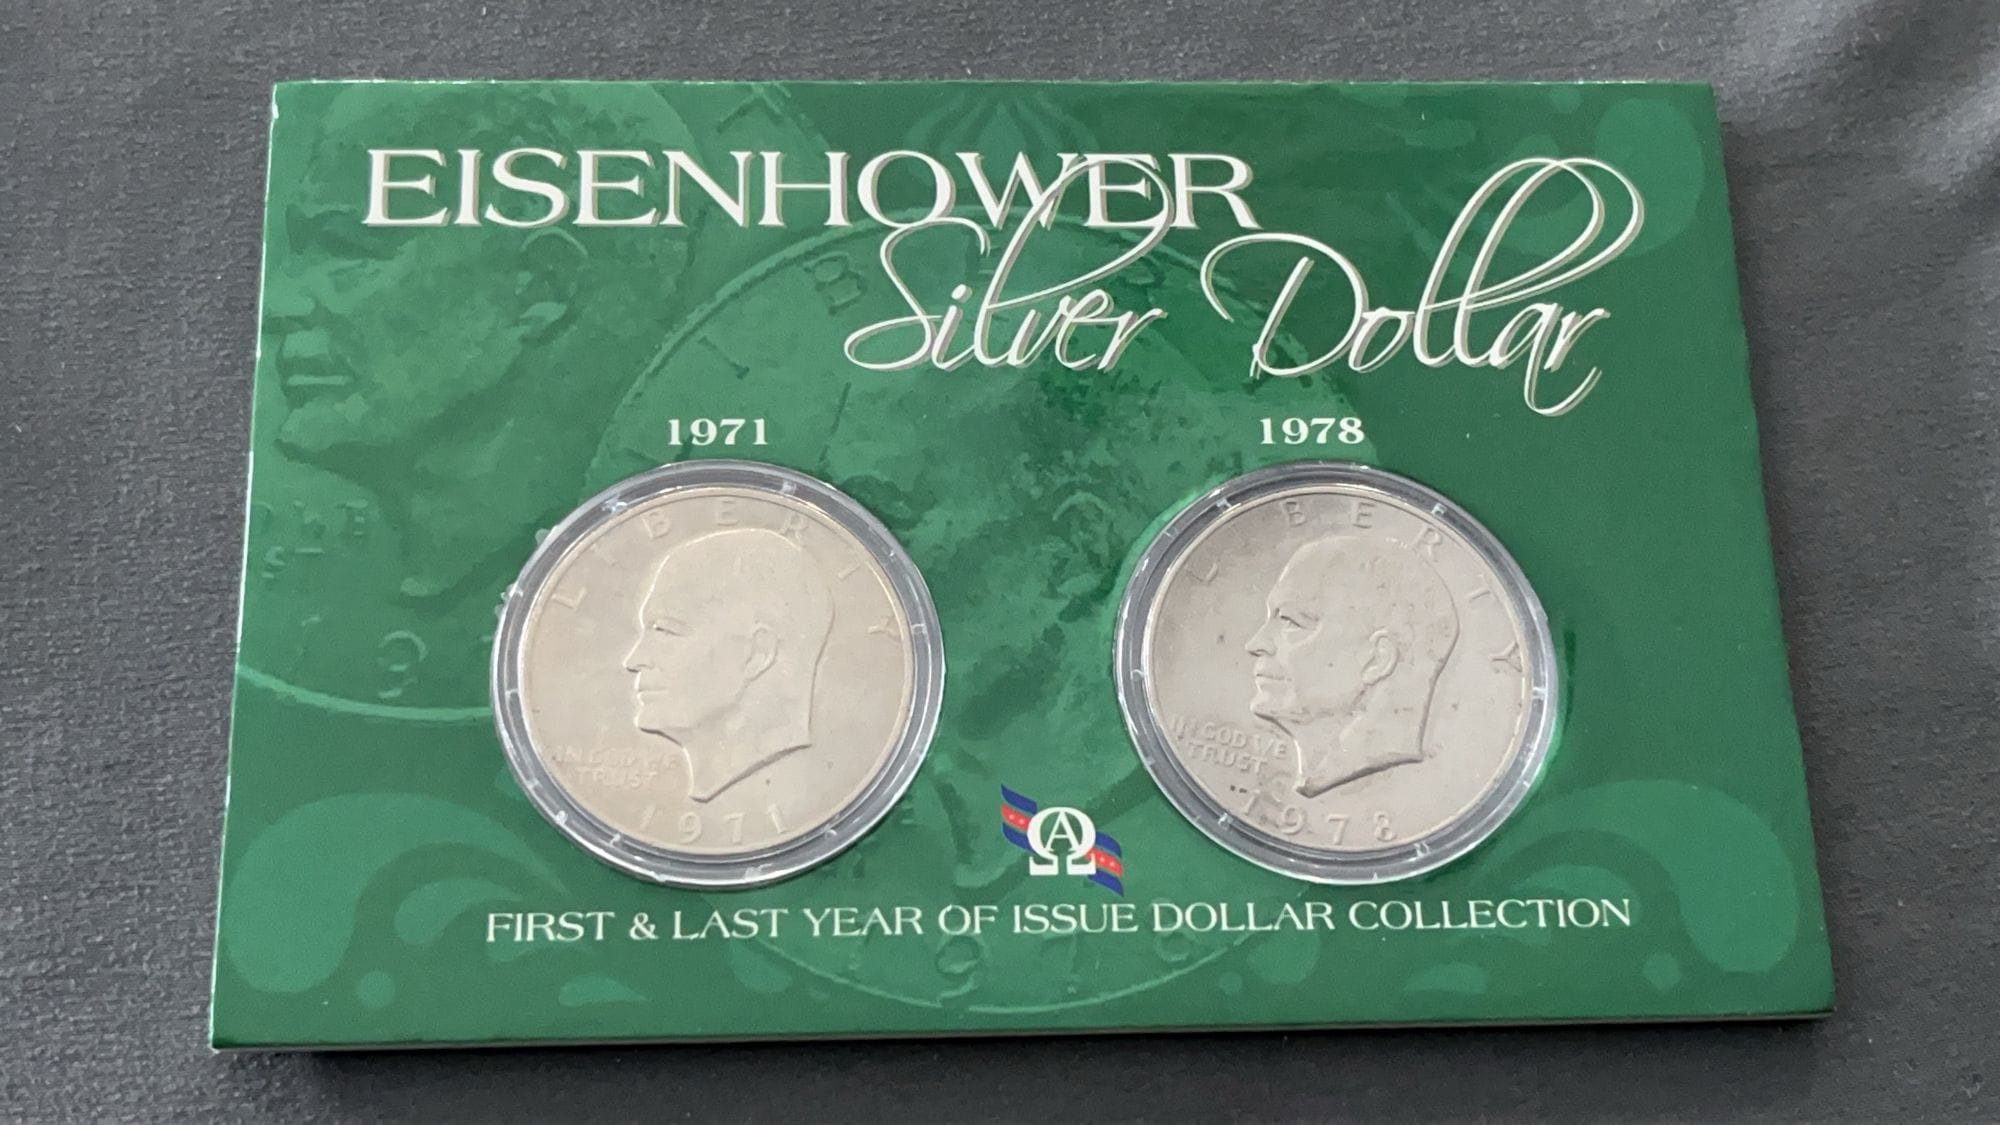 EISENHOWER
Silver Dollar
1971
1978
LIBERTY
IN GOD WE
TRUST
1971
LIBERTY
IN GOD WE
TRUST
1978
AΩ
FIRST & LAST YEAR OF ISSUE DOLLAR COLLECTION